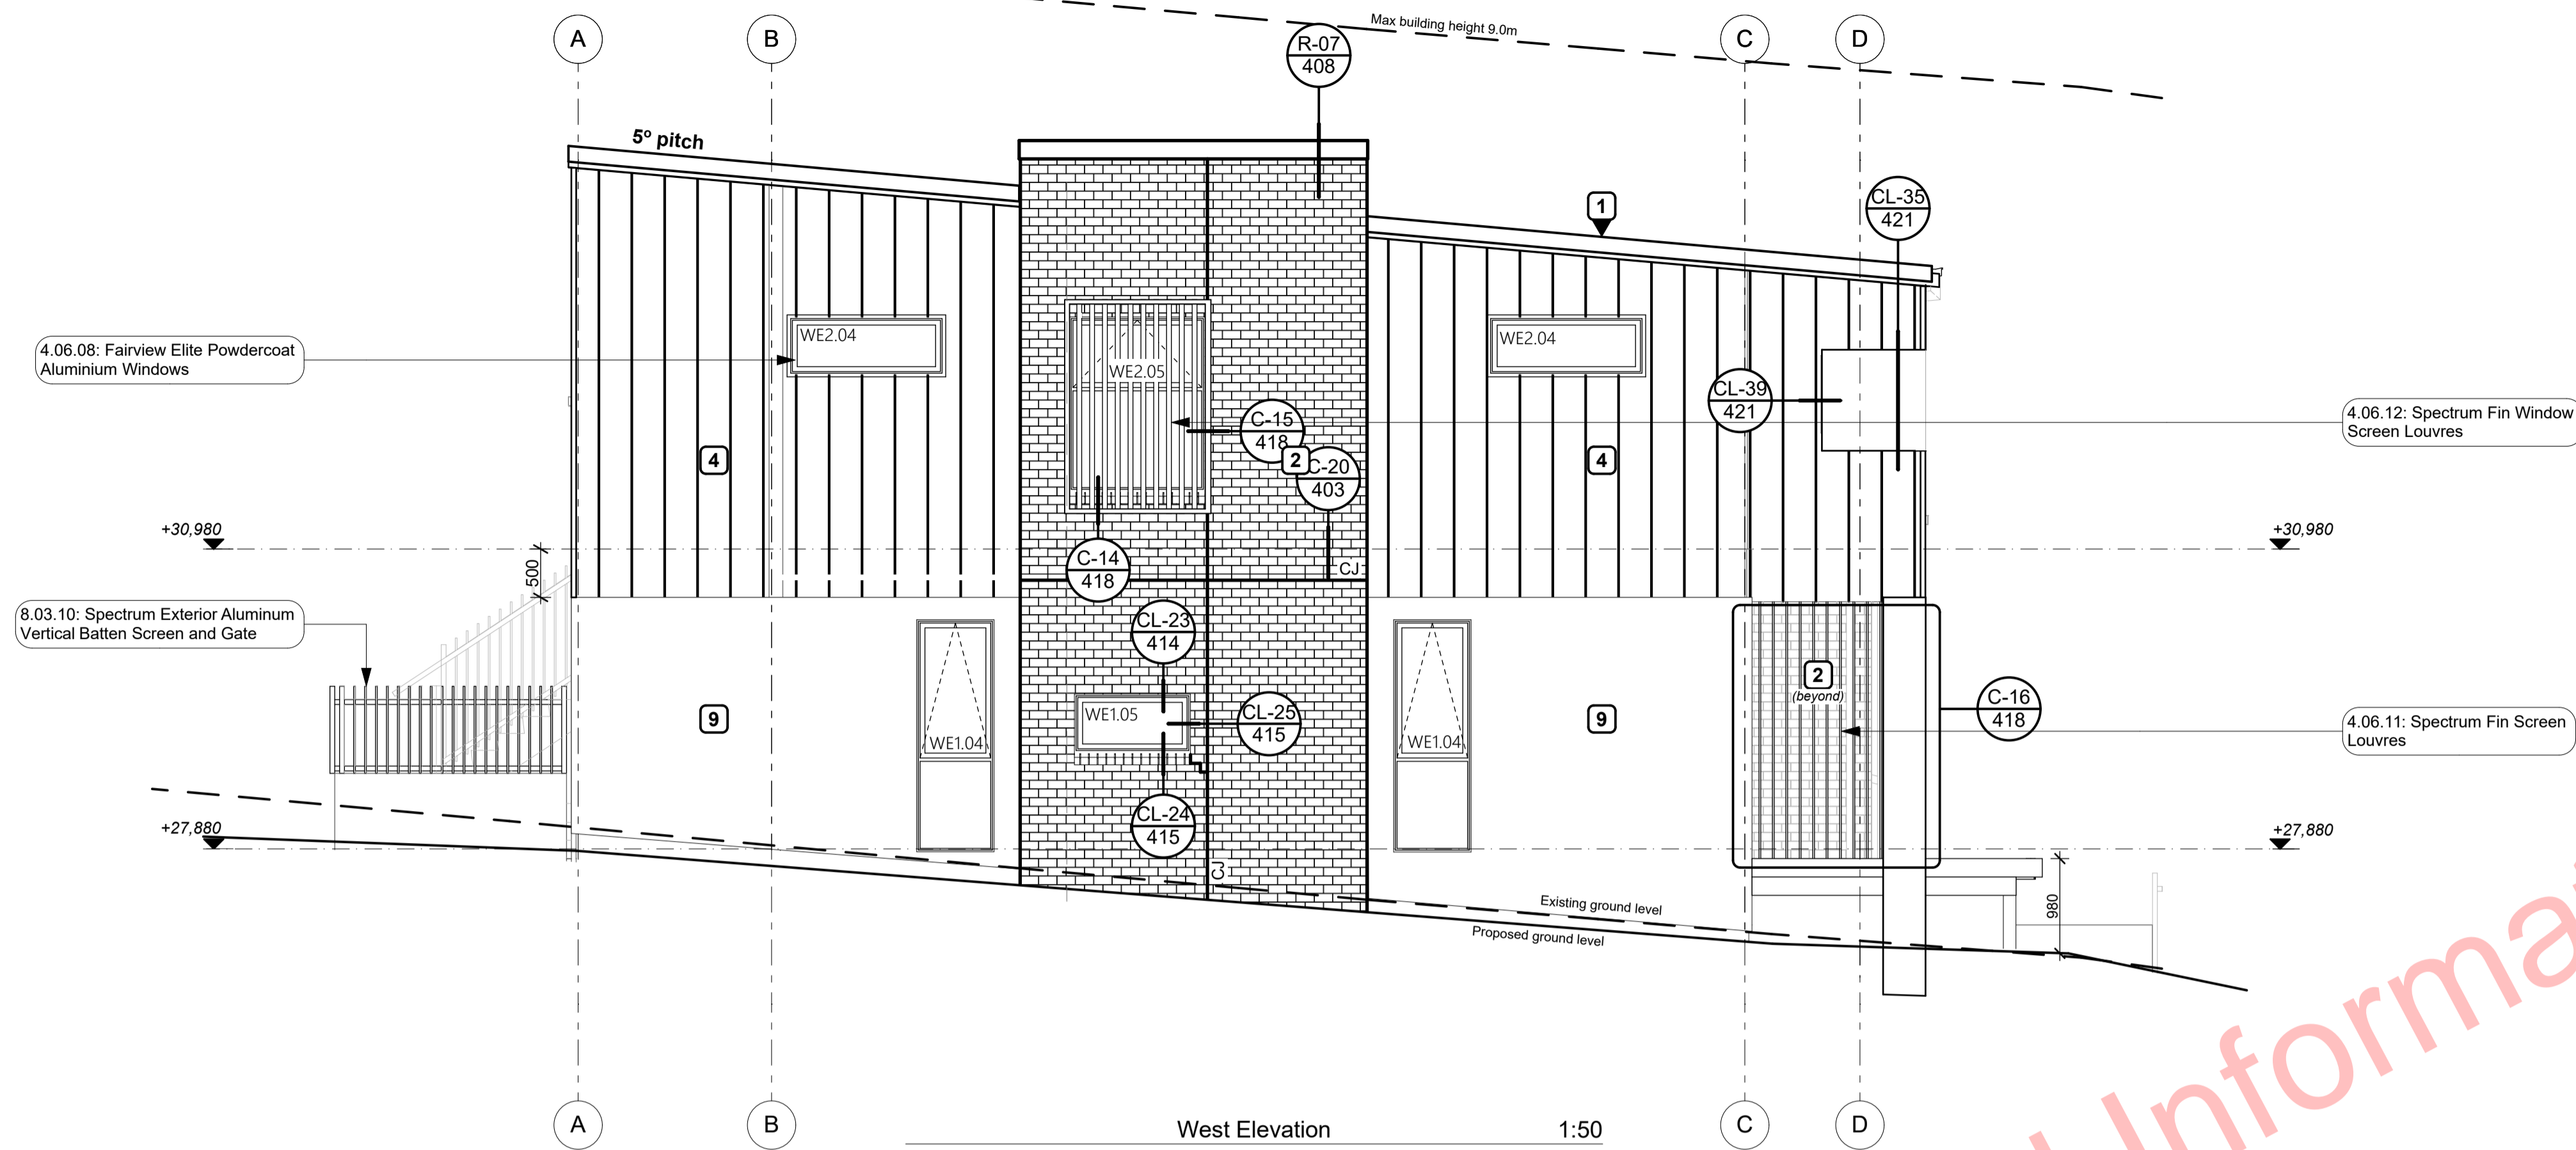 Max building height 9.0m
A
B
R-07
408
C
D
5º pitch
1
CL-35
421
WE2.04
WE2.05
WE2.04
4.06.08: Fairview Elite Powdercoat
Aluminium Windows
CL-39
421
4.06.12: Spectrum Fin Window
Screen Louvres
C-15
418
2
C-20
403
4
4
+30,980
+30,980
500
C-14
418
CJ
8.03.10: Spectrum Exterior Aluminum
Vertical Batten Screen and Gate
CL-23
414
2
(beyond)
C-16
418
9
WE1.05
CL-25
415
9
4.06.11: Spectrum Fin Screen
Louvres
WE1.04
WE1.04
CL-24
415
+27,880
+27,880
CJ
Existing ground level
Proposed ground level
980
A
B
West Elevation 1:50
C
D